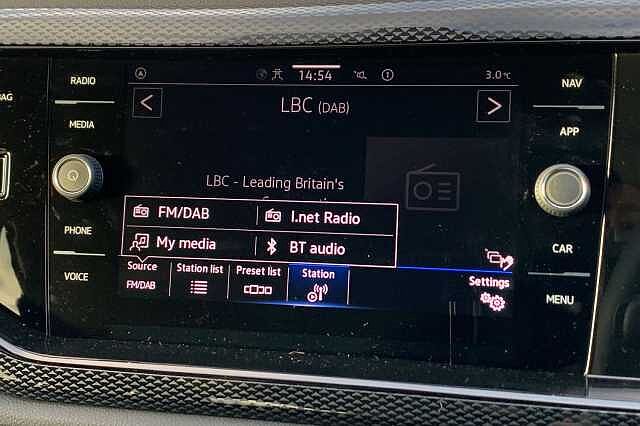 RADIO
MEDIA
PHONE
VOICE
BAG
14:54
3.0°C
LBC (DAB)
LBC - Leading Britain's
FM/DAB
I.net Radio
My media
BT audio
Source
FM/DAB
Station list
Preset list
Station
Settings
NAV
APP
CAR
MENU